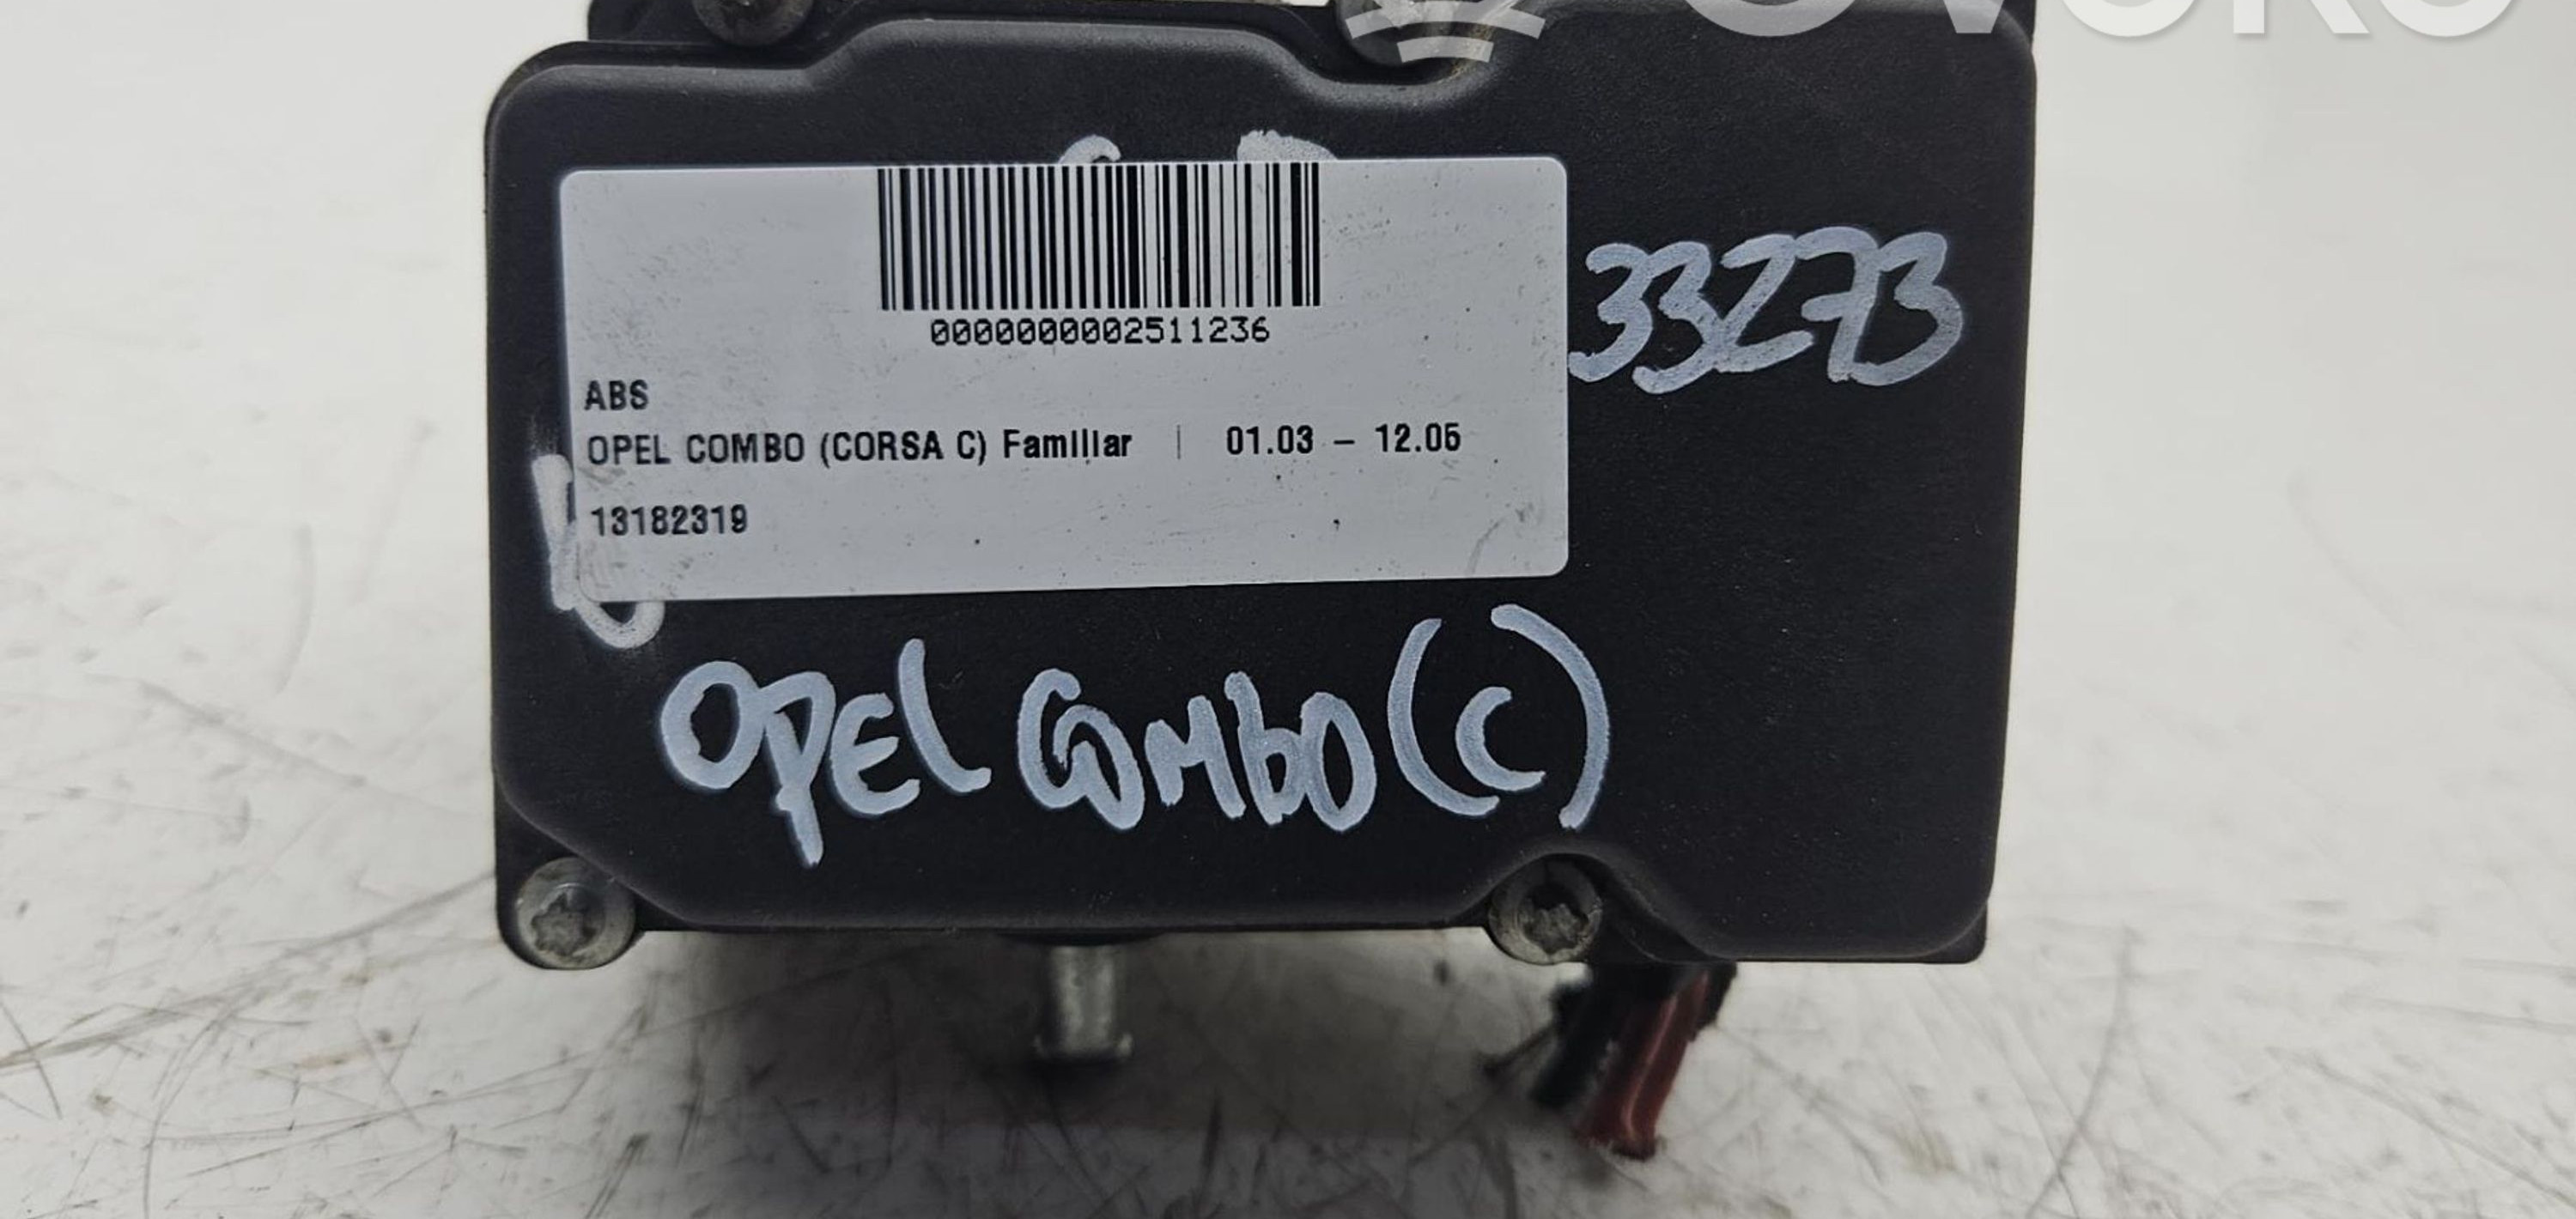 0000000002511236
ABS
OPEL COMBO (CORSA C) Familiar | 01.03 – 12.05
13182319
33273
OPEL COMBO (C)